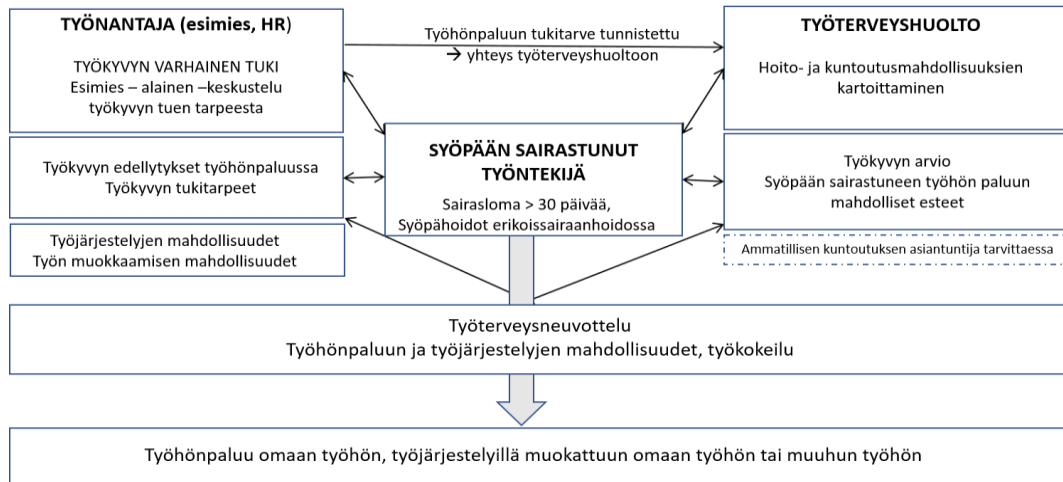 TYÖNANTAJA (esimies, HR)
TYÖKYVYN VARHAINEN TUKI
Esimies – alainen –keskustelu
työkyvyn tuen tarpeesta
Työhönpaluun tukitarve tunnistettu
→ yhteys työterveyshuoltoon
TYÖTERVEYSHUOLTO
Hoito- ja kuntoutusmahdollisuuksien
kartoittaminen
Työkyvyn edellytykset työhönpaluussa
Työkyvyn tukitarpeet
SYÖPÄÄN SAIRASTUNUT
TYÖNTEKIJÄ
Sairasloma > 30 päivää,
Syöpähoidot erikoissairaanhoidossa
Työkyvyn arvio
Syöpään sairastuneen työhön paluun
mahdolliset esteet
Työjärjestelyjen mahdollisuudet
Työn muokkaamisen mahdollisuudet
Ammatillisen kuntoutuksen asiantuntija tarvittaessa
Työterveysneuvottelu
Työhönpaluun ja työjärjestelyjen mahdollisuudet, työkokeilu
Työhönpaluu omaan työhön, työjärjestelyillä muokattuun omaan työhön tai muuhun työhön